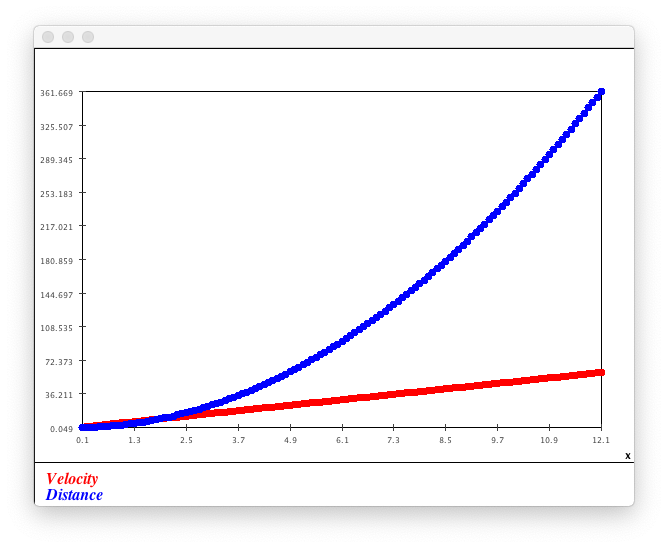 361.669
325.507
289.345
253.183
217.021
180.859
144.697
108.535
72.373
36.211
0.049
0.1 1.3 2.5 3.7 4.9 6.1 7.3 8.5 9.7 10.9 12.1
x
Velocity
Distance